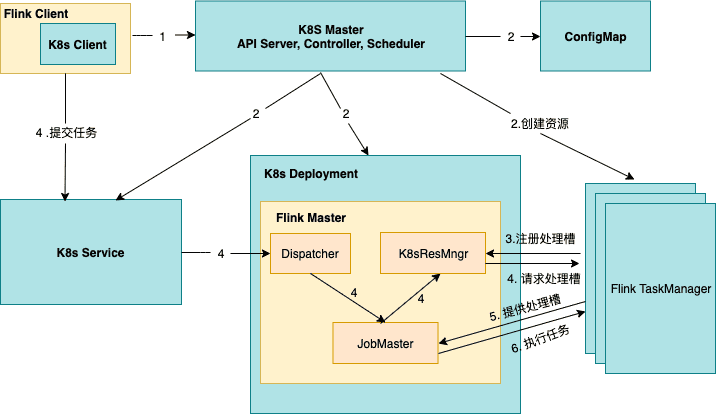 Flink Client
K8s Client
1
K8S Master
API Server, Controller, Scheduler
2
ConfigMap
4 .提交任务
2
2
2.创建资源
K8s Deployment
K8s Service
4
Flink Master
Dispatcher
K8sResMngr
3.注册处理槽
4. 请求处理槽
Flink TaskManager
4
4
5. 提供处理槽
JobMaster
6. 执行任务